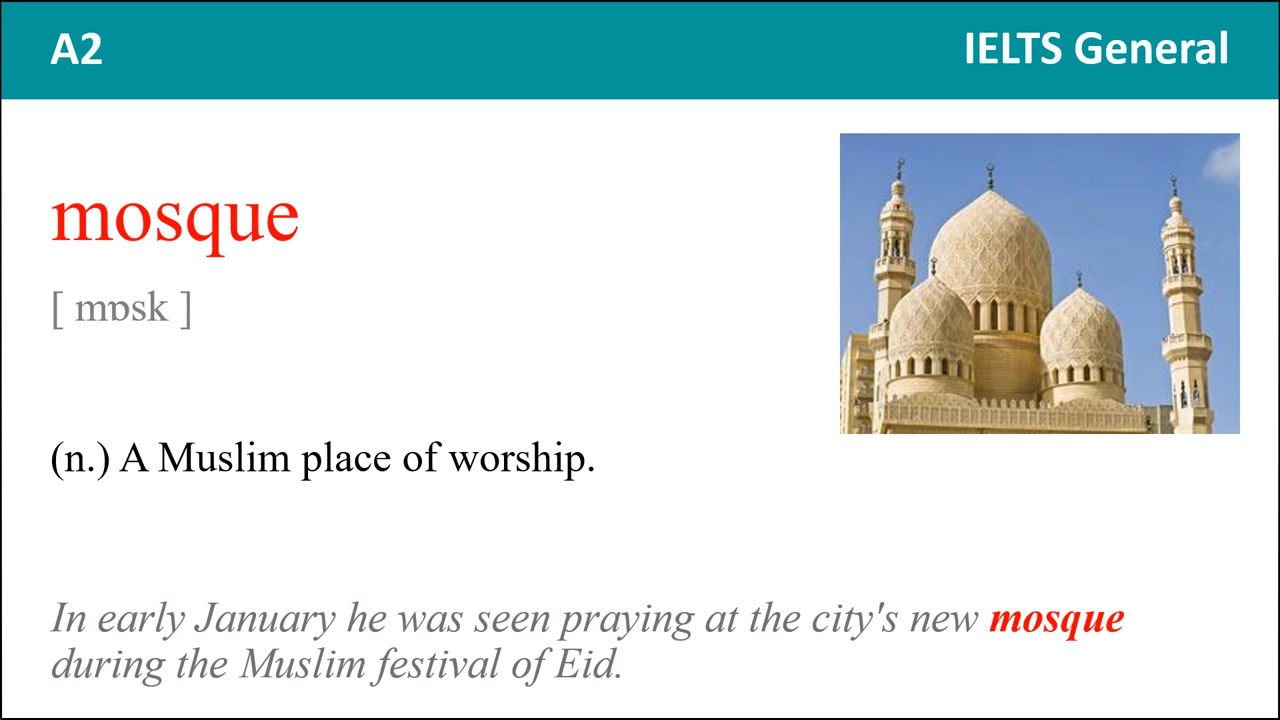 A2
IELTS General
mosque
[ mɒsk ]
(n.) A Muslim place of worship.
In early January he was seen praying at the city's new mosque
during the Muslim festival of Eid.